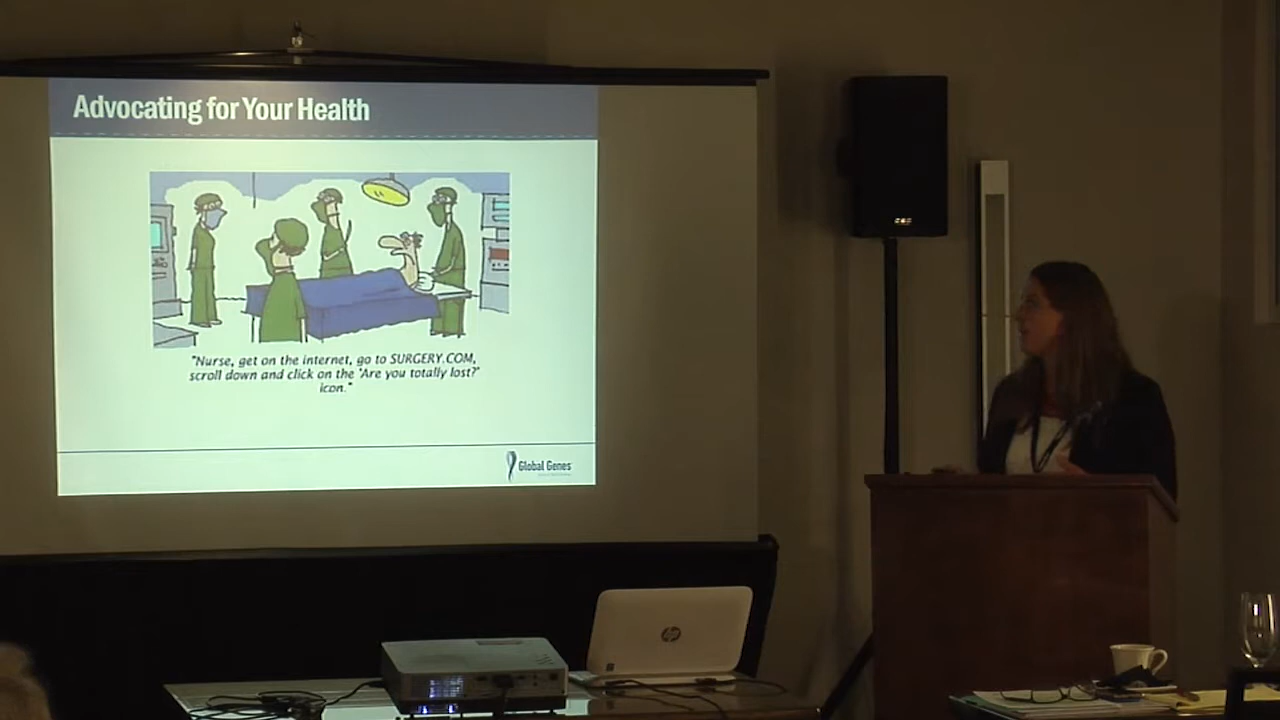 Advocating for Your Health
"Nurse, get on the internet, go to SURGERY.COM,
scroll down and click on the 'Are you totally lost?'
icon."
Global Genes
hp